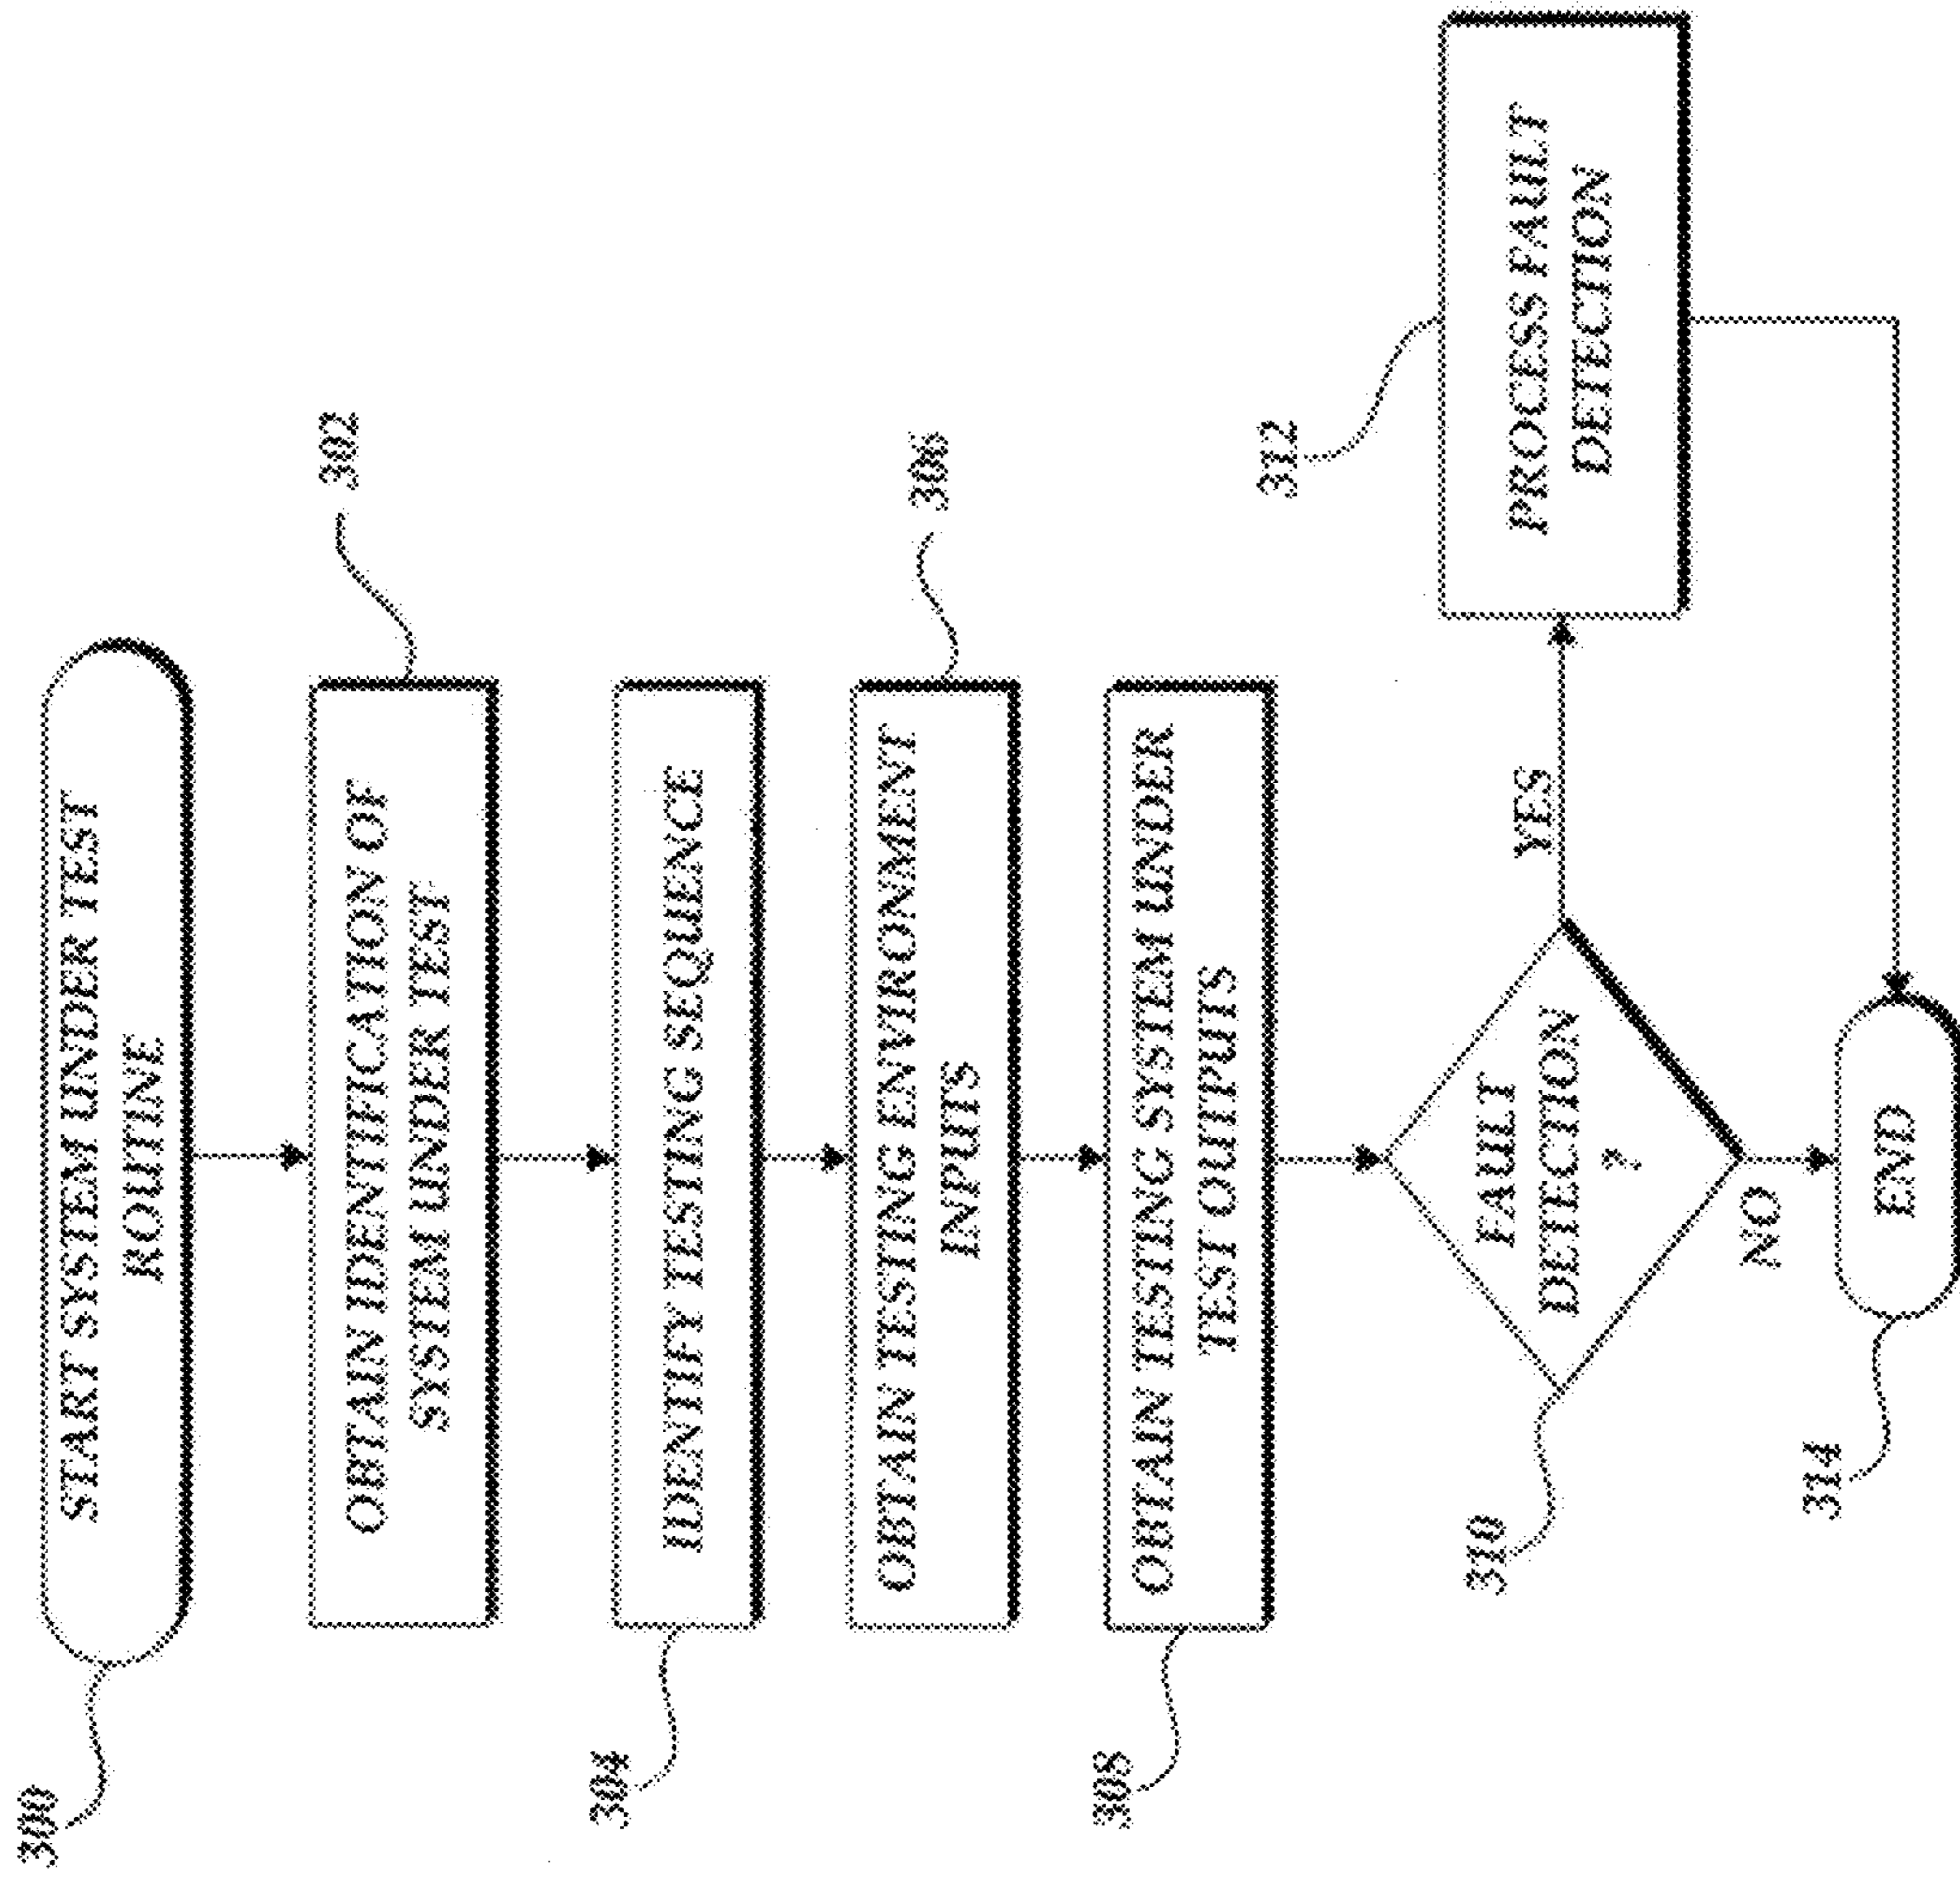 300
START SYSTEM UNDER TEST
ROUTINE
OBTAIN IDENTIFICATION OF
SYSTEM UNDER TEST
302
304
IDENTIFY TESTING SEQUENCE
OBTAIN TESTING ENVIRONMENT
INPUTS
306
308
OBTAIN TESTING SYSTEM UNDER
TEST OUTPUTS
310
FAULT
DETECTION
?
YES
312
PROCESS FAULT
DETECTION
NO
314
END